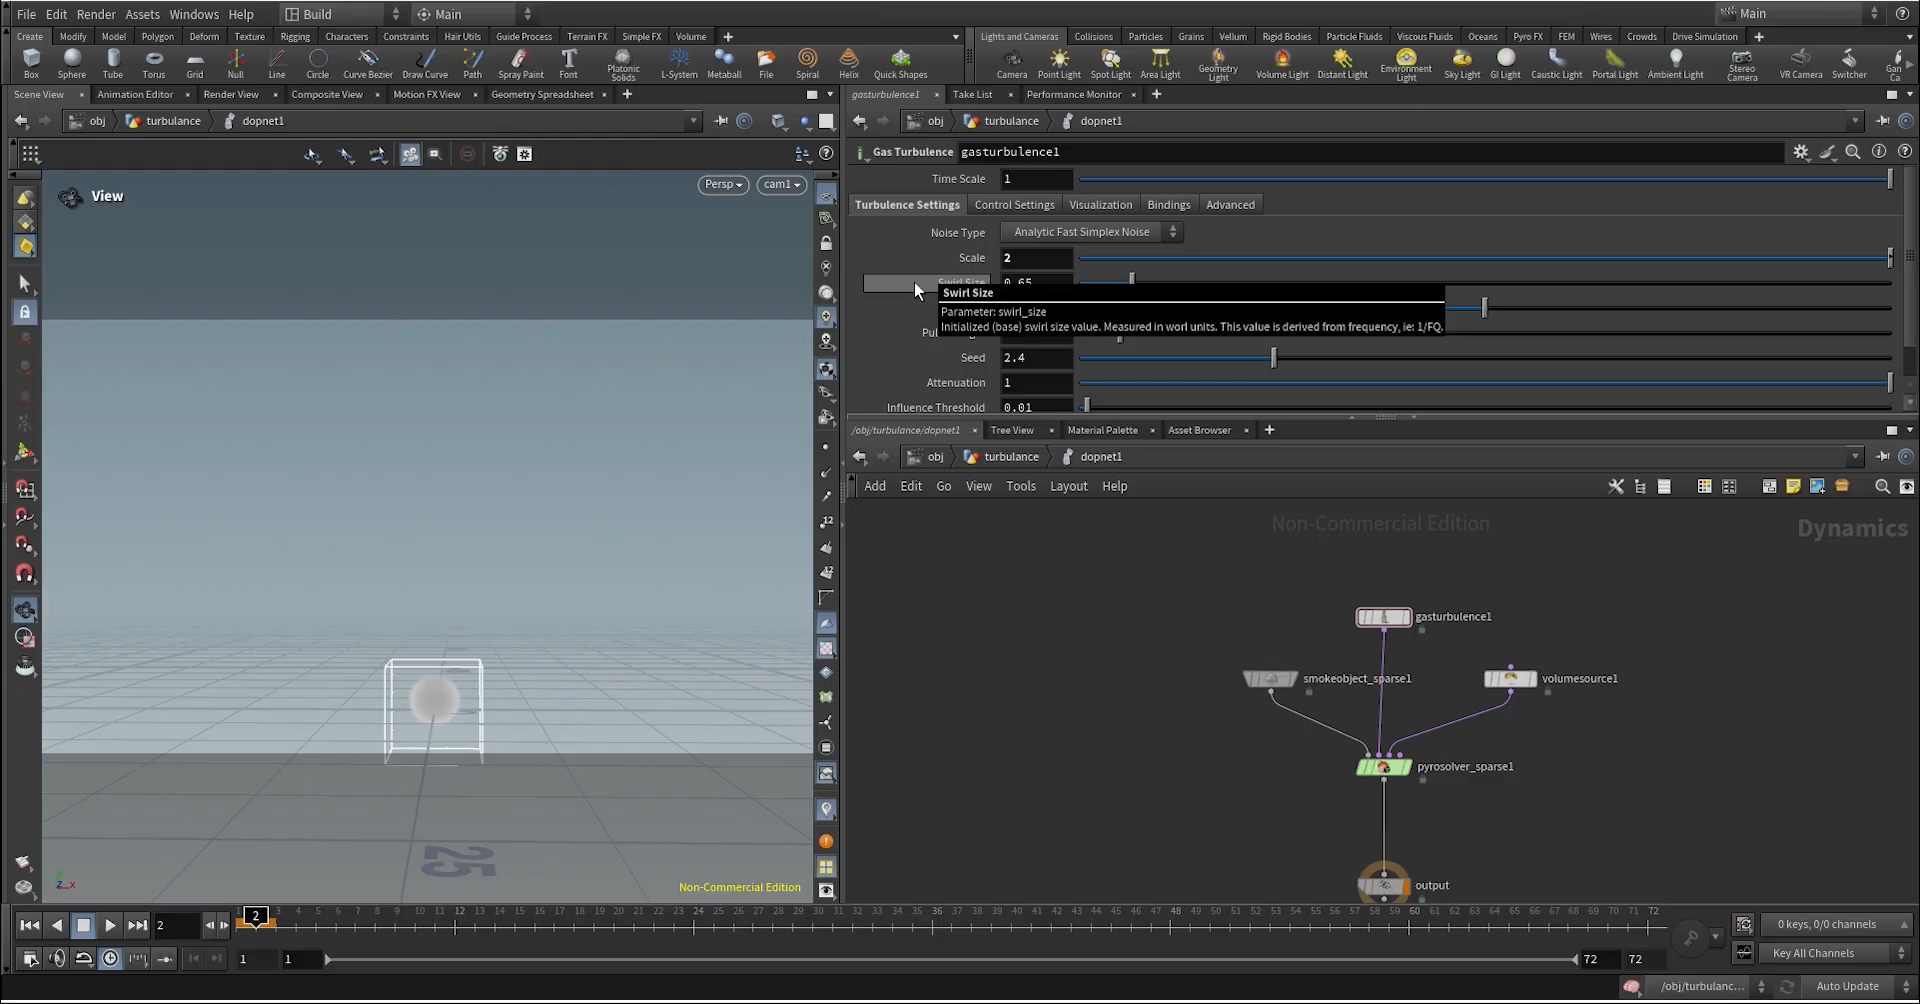 File Edit Render Assets Windows Help Build Main Main
Create Modify Model Polygon Deform Texture Rigging Characters Constraints Hair Utils Guide Process Terrain FX Simple FX Volume
Lights and Cameras Collisions Particles Grains Vellum Rigid Bodies Particle Fluids Viscous Fluids Oceans Pyro FX FEM Wires Crowds Drive Simulation
Box Sphere Tube Torus Grid Null Line Circle Curve Bezier Draw Curve Path Spray Paint Font Platonic Solids L-System Metaball File Spiral Helix Quick Shapes
Camera Point Light Spot Light Area Light Geometry Light Volume Light Distant Light Environment Light Sky Light GI Light Caustic Light Portal Light Ambient Light Stereo Camera VR Camera Switcher Gan Ca
Scene View Animation Editor Render View Composite View Motion FX View Geometry Spreadsheet
gasturbulence1 Take List Performance Monitor
obj turbulance dopnet1
obj turbulance dopnet1
Gas Turbulence gasturbulence1
Time Scale 1
Turbulence Settings Control Settings Visualization Bindings Advanced
Noise Type Analytic Fast Simplex Noise
Scale 2
Swirl Size 0.65
Swirl Size
Parameter: swirl_size
Initialized (base) swirl size value. Measured in worl units. This value is derived from frequency, ie: 1/FQ.
Seed 2.4
Attenuation 1
Influence Threshold 0.01
View
Persp cam1
12
12
25
z x
Non-Commercial Edition
/obj/turbulance/dopnet1 Tree View Material Palette Asset Browser
obj turbulance dopnet1
Add Edit Go View Tools Layout Help
Non-Commercial Edition
Dynamics
gasturbulence1
smokeobject_sparse1
volumesource1
pyrosolver_sparse1
output
2
2
3 4 5 6 7 8 9 10 11 12 13 14 15 16 17 18 19 20 21 22 23 24 25 26 27 28 29 30 31 32 33 34 35 36 37 38 39 40 41 42 43 44 45 46 47 48 49 50 51 52 53 54 55 56 57 58 59 60 61 62 63 64 65 66 67 68 69 70 71 72
0 keys, 0/0 channels
1 1 72 72
Key All Channels
/obj/turbulanc... Auto Update